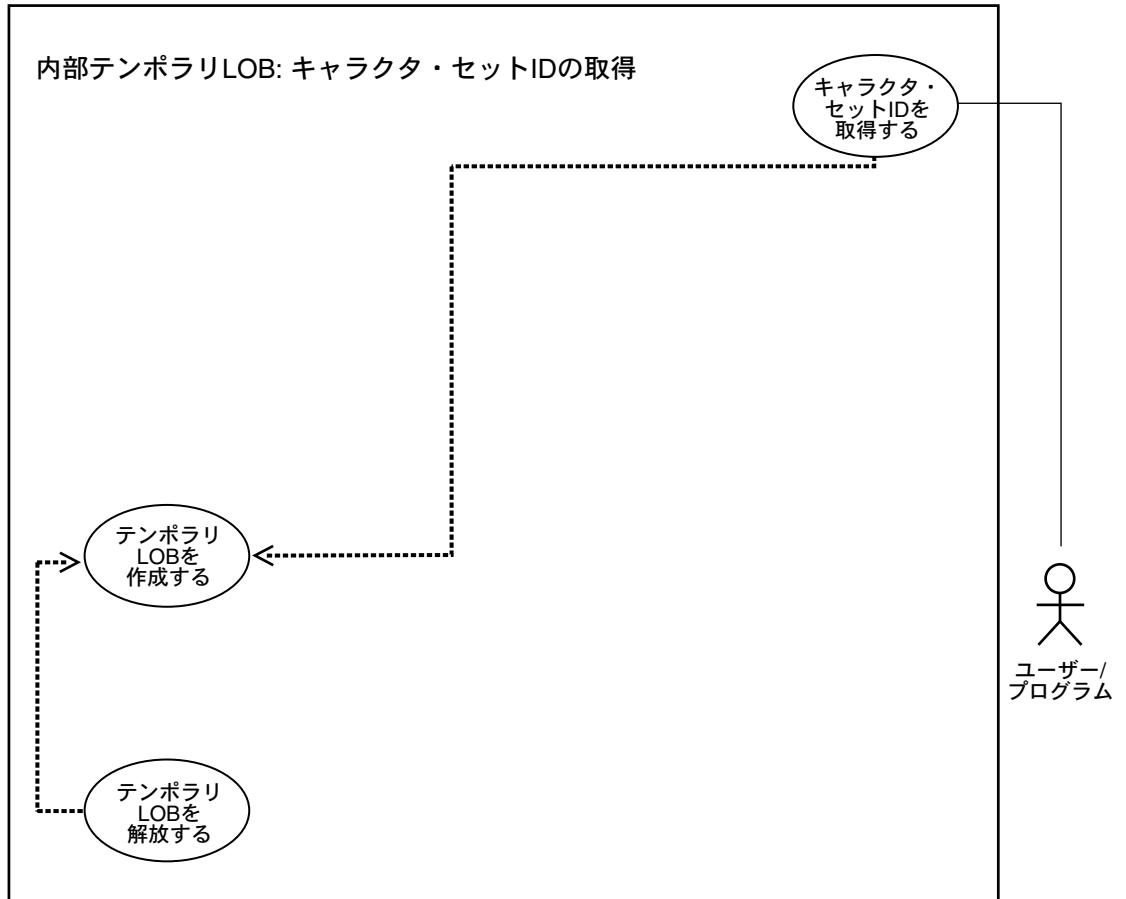 内部テンポラリLOB: キャラクタ・セットIDの取得
キャラクタ・
セットIDを
取得する
テンポラリ
LOBを
作成する
ユーザー/
プログラム
テンポラリ
LOBを
解放する